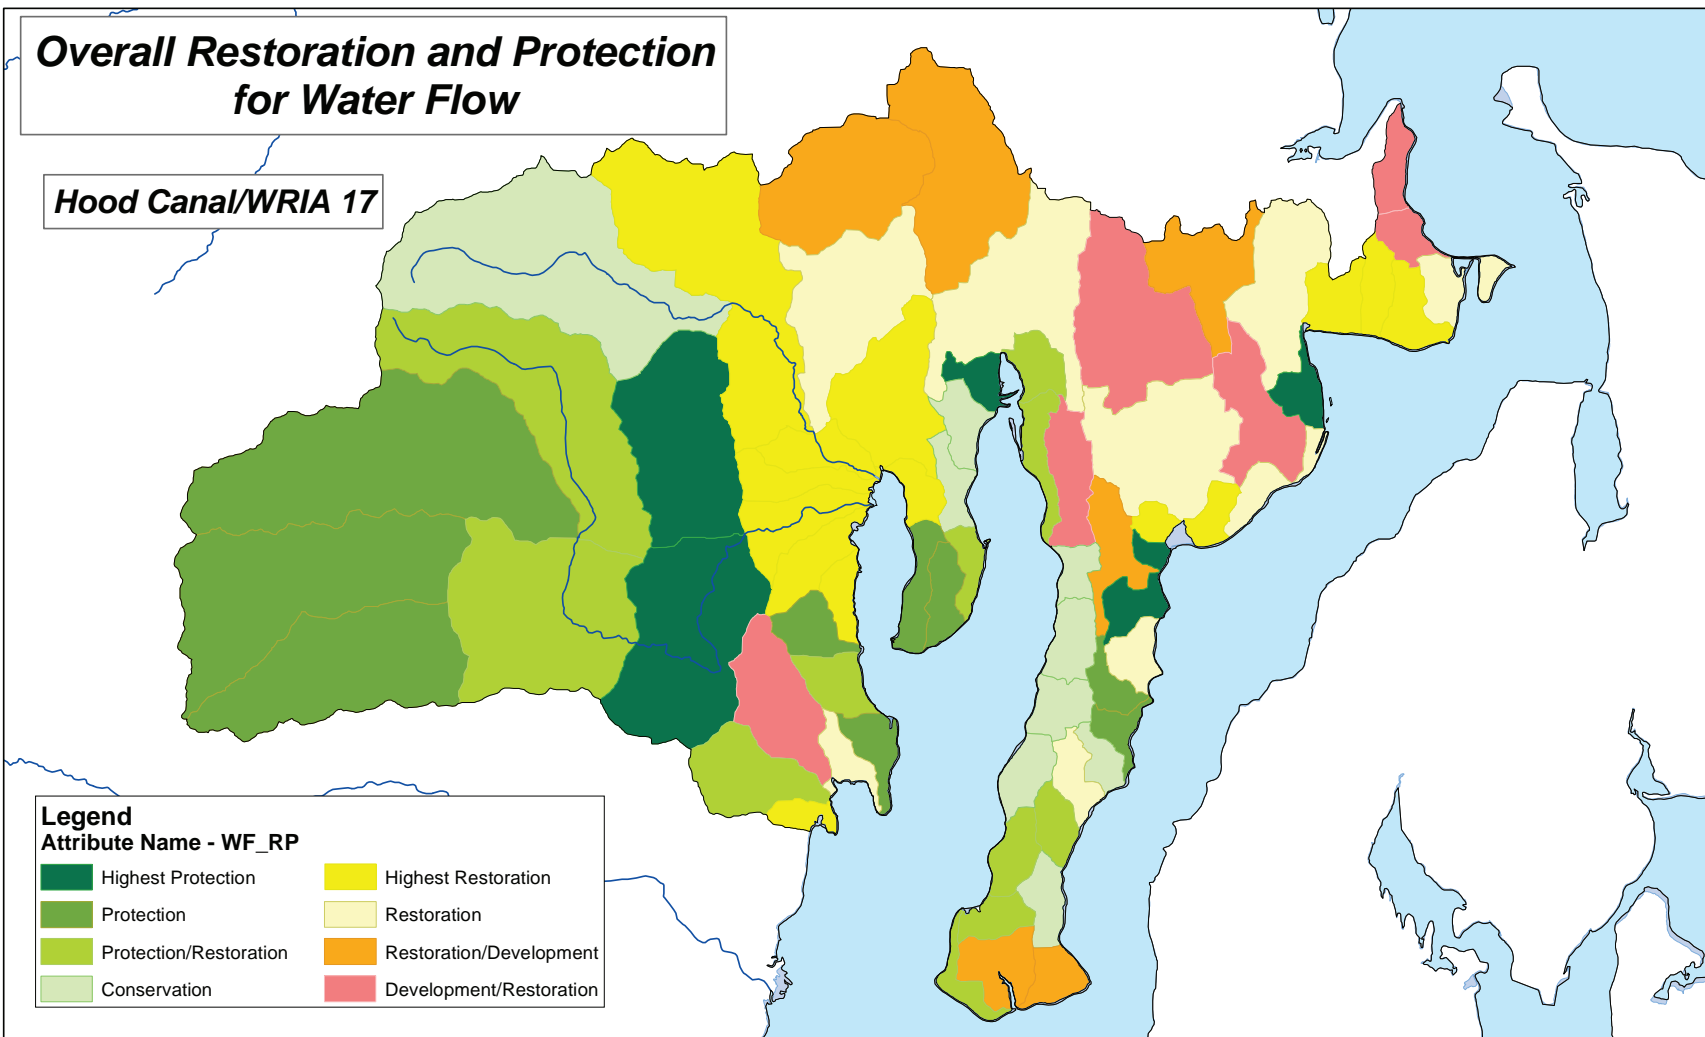 Overall Restoration and Protection
for Water Flow
Hood Canal/WRIA 17
Legend
Attribute Name - WF_RP
Highest Protection
Protection
Protection/Restoration
Conservation
Highest Restoration
Restoration
Restoration/Development
Development/Restoration